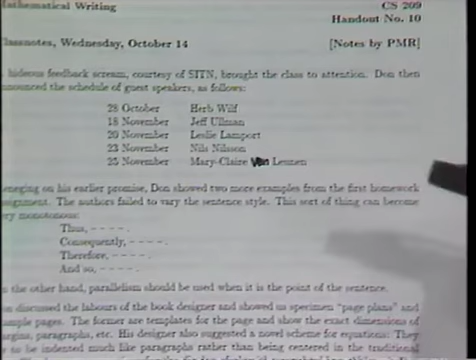 Mathematical Writing CS 209
Handout No. 10
Classnotes, Wednesday, October 14 [Notes by PMR]
hideous feedback scream, courtesy of SITN, brought the class to attention. Don then
announced the schedule of guest speakers, as follows:
28 October Herb Wilf
18 November Jeff Ullman
20 November Leslie Lamport
23 November Nils Nilsson
25 November Mary-Claire Van Leunen
eneging on his earlier promise, Don showed two more examples from the first homework
assignment. The authors failed to vary the sentence style. This sort of thing can become
very monotonous:
Thus, – – – –.
Consequently, – – – –.
Therefore, – – – –.
And so, – – – –.
n the other hand, parallelism should be used when it is the point of the sentence.
on discussed the labours of the book designer and showed us specimen "page plans" and
sample pages. The former are templates for the page and show the exact dimensions of
margins, paragraphs, etc. His designer also suggested a novel scheme for equations: They
to be indented much like paragraphs rather than being centered in the traditional